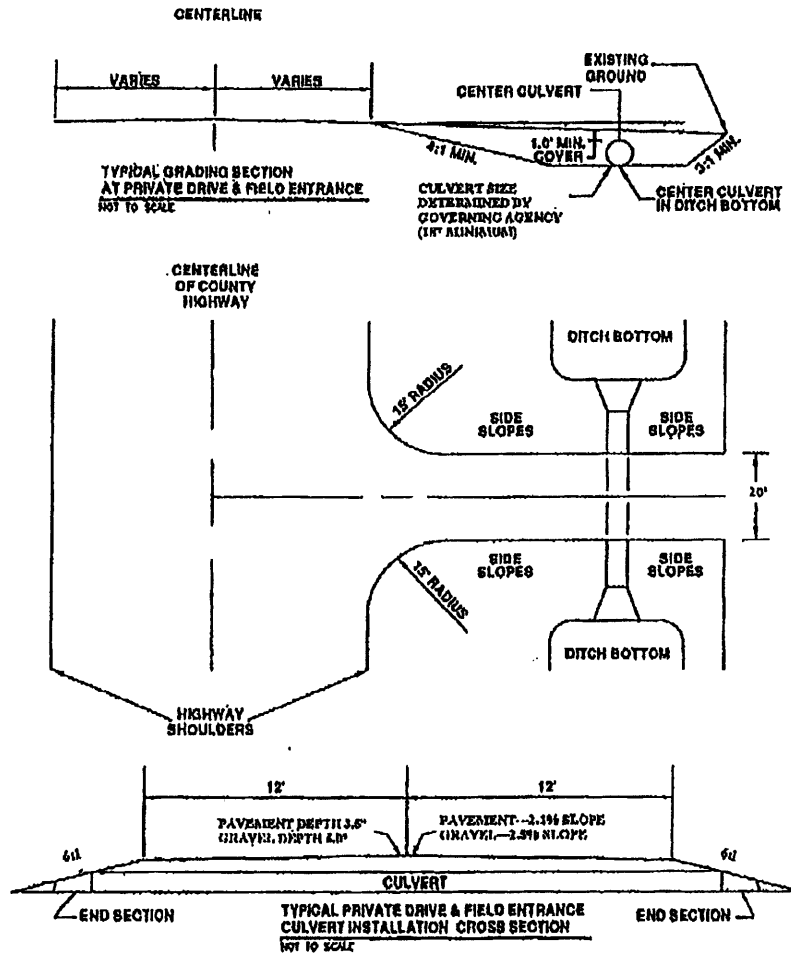 CENTERLINE
VARIES
VARIES
EXISTING
GROUND
CENTER CULVERT
4:1 MIN.
1.0' MIN.
COVER
3:1 MIN.
TYPICAL GRADING SECTION
AT PRIVATE DRIVE & FIELD ENTRANCE
NOT TO SCALE
CULVERT SIZE
DETERMINED BY
GOVERNING AGENCY
MINIMUM)
CENTER CULVERT
IN DITCH BOTTOM
CENTERLINE
OF COUNTY
HIGHWAY
DITCH BOTTOM
15' RADIUS
SIDE
SLOPES
SIDE
SLOPES
20'
15' RADIUS
SIDE
SLOPES
SIDE
SLOPES
DITCH BOTTOM
HIGHWAY
SHOULDERS
12'
12'
PAVEMENT DEPTH
GRAVEL DEPTH
PAVEMENT SLOPE
GRAVEL SLOPE
6:1
6:1
CULVERT
END SECTION
END SECTION
TYPICAL PRIVATE DRIVE & FIELD ENTRANCE
CULVERT INSTALLATION CROSS SECTION
NOT TO SCALE